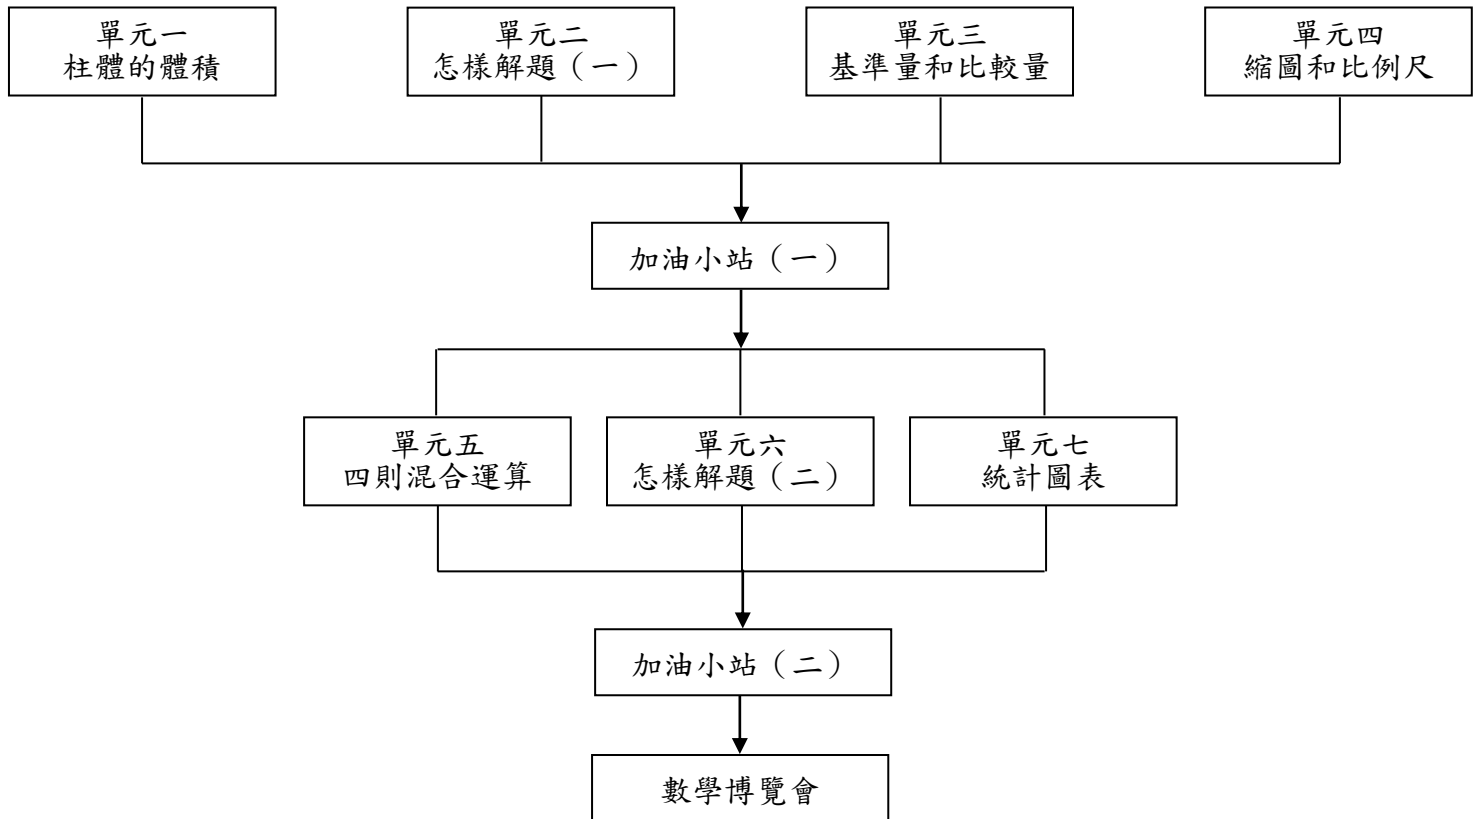 單元一
柱體的體積
單元二
怎樣解題（一）
單元三
基準量和比較量
單元四
縮圖和比例尺
加油小站（一）
單元五
四則混合運算
單元六
怎樣解題（二）
單元七
統計圖表
加油小站（二）
數學博覽會